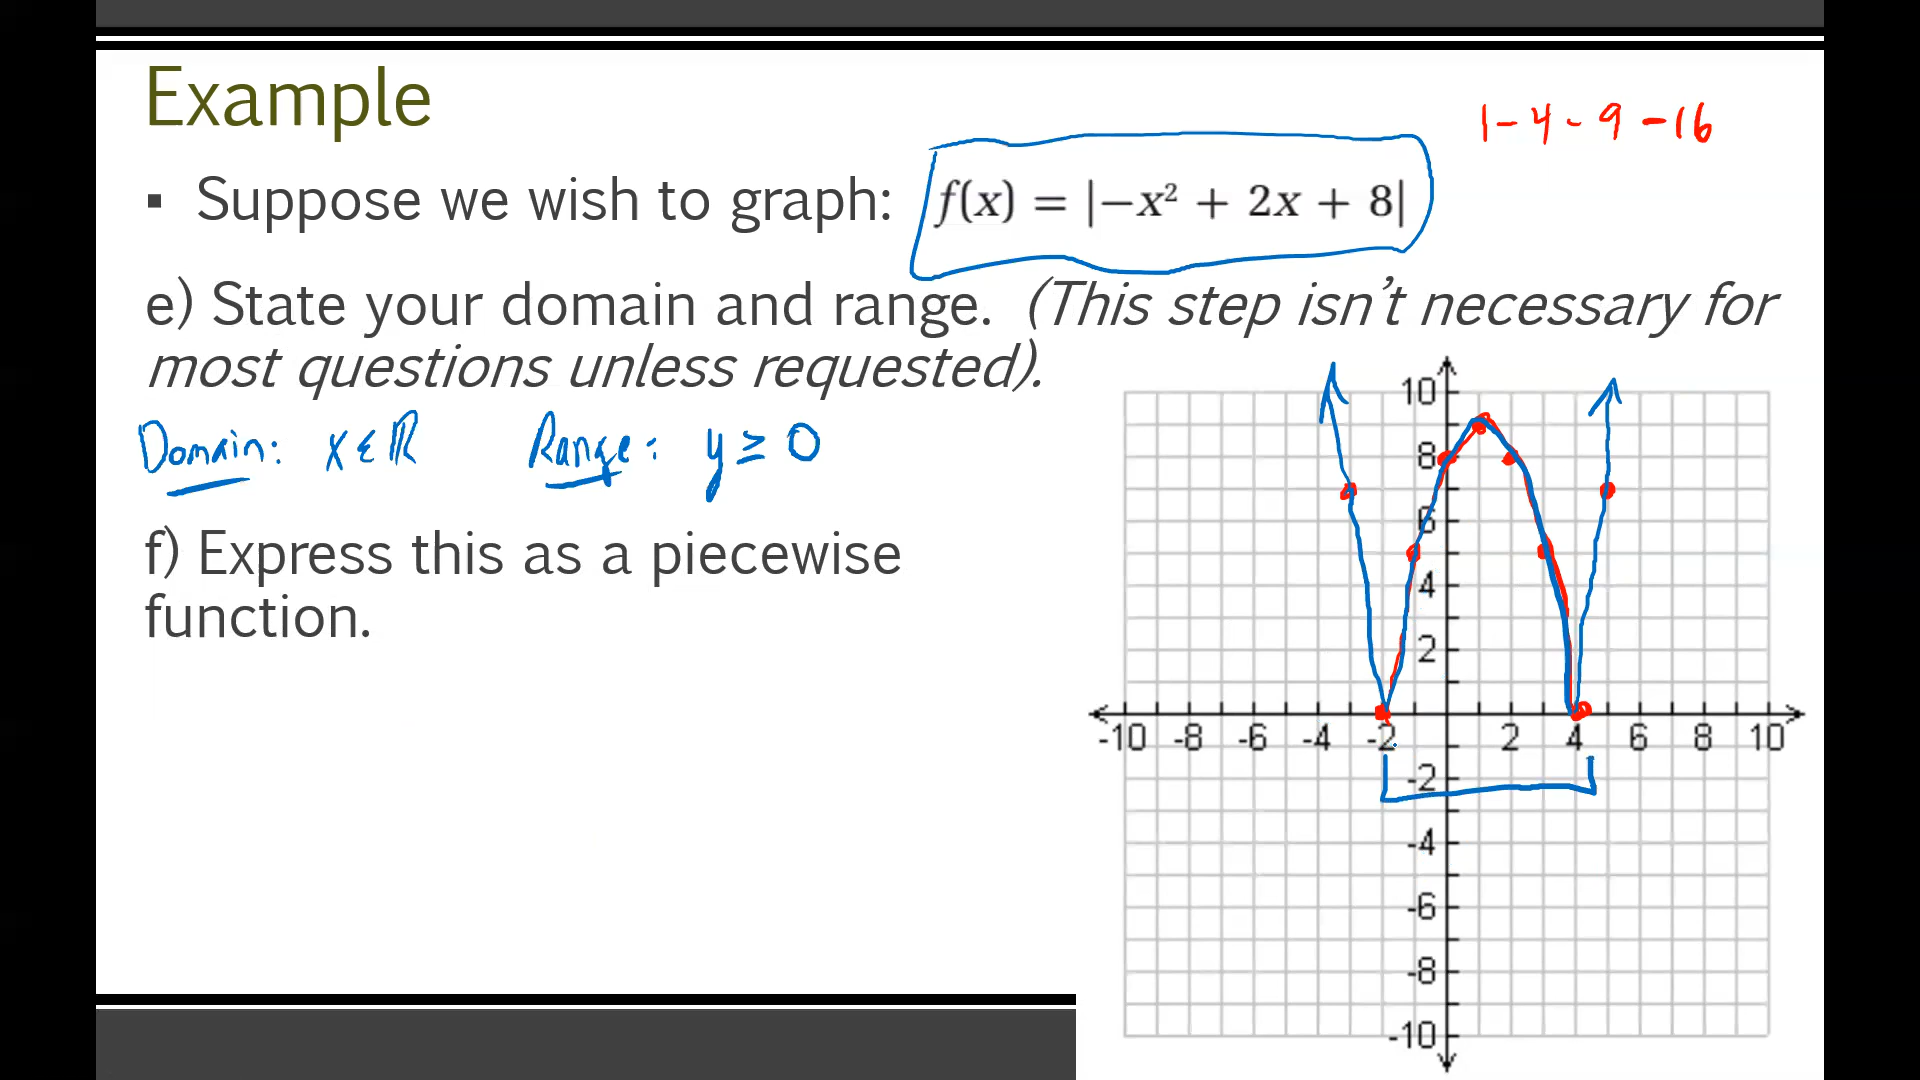 Example
1 - 4 - 9 - 16
▪ Suppose we wish to graph: f(x) = |−x² + 2x + 8|
e) State your domain and range. (This step isn’t necessary for
most questions unless requested).
Domain: x ∈ ℝ Range: y ≥ 0
f) Express this as a piecewise
function.
10
8
6
4
2
-10 -8 -6 -4 -2 2 4 6 8 10
-2
-4
-6
-8
-10